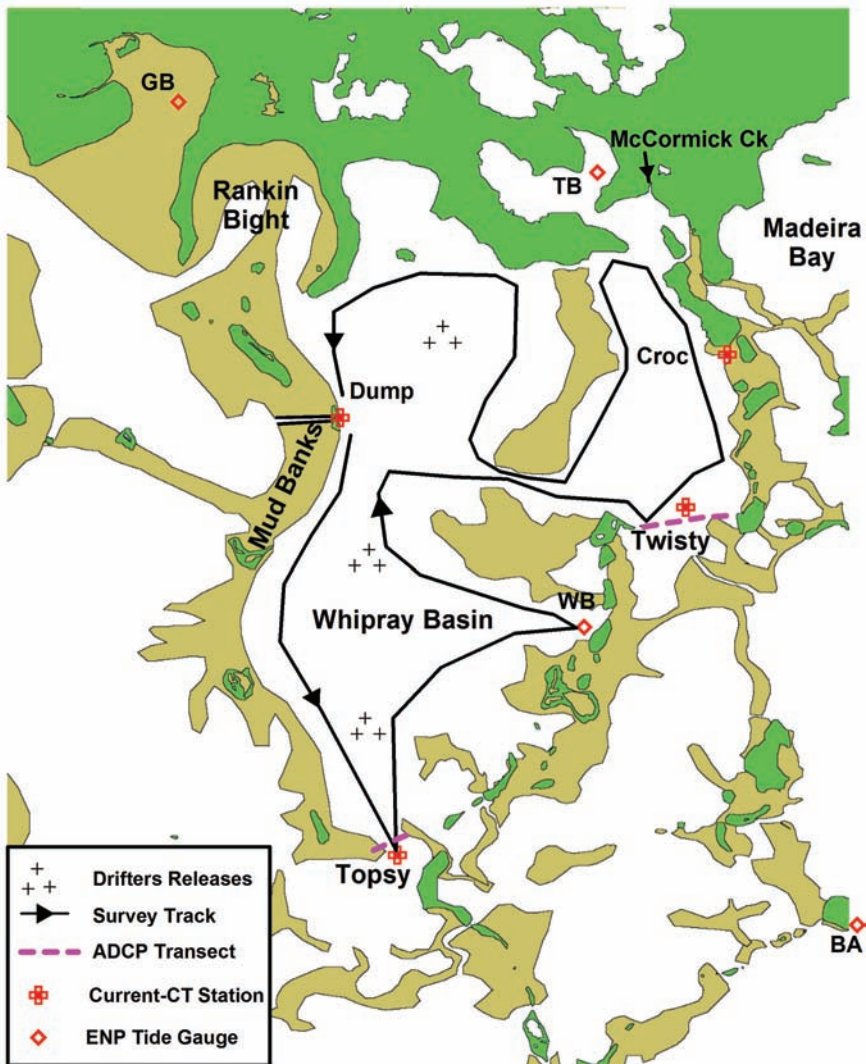 GB
McCormick Ck
TB
Rankin
Bight
Madeira
Bay
Croc
Dump
Mud Banks
Twisty
WB
Whipray Basin
Topsy
BA
Drifters Releases
Survey Track
ADCP Transect
Current-CT Station
ENP Tide Gauge